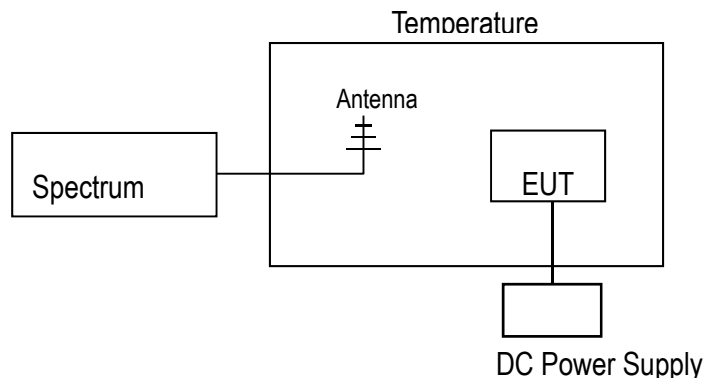 Temperature
Antenna
Spectrum
EUT
DC Power Supply